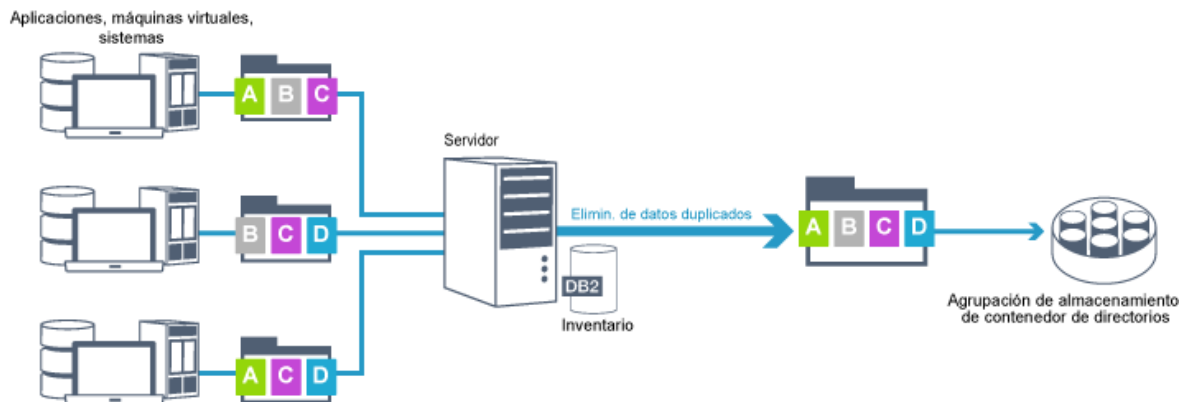 Aplicaciones, máquinas virtuales,
sistemas
A B C
Servidor
B C D
Elimin. de datos duplicados
A B C D
DB2
Inventario
Agrupación de almacenamiento
de contenedor de directorios
A C D